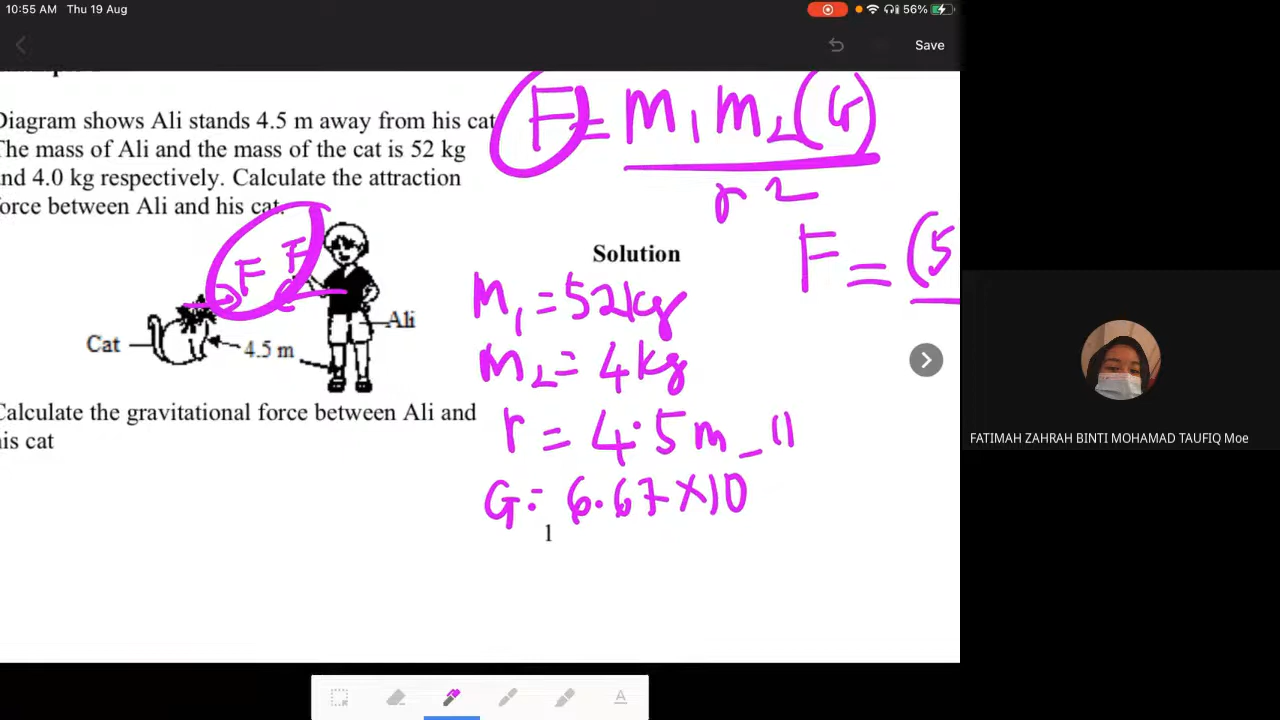 10:55 AM Thu 19 Aug
56%
Save
Diagram shows Ali stands 4.5 m away from his cat
The mass of Ali and the mass of the cat is 52 kg
and 4.0 kg respectively. Calculate the attraction
force between Ali and his cat.
F = m₁ m₂ (G)
r²
F = (5
F F
Cat
4.5 m
Ali
Calculate the gravitational force between Ali and
his cat
Solution
m₁ = 52kg
m₂ = 4kg
r = 4.5m
G = 6.67 × 10⁻¹¹
1
FATIMAH ZAHRAH BINTI MOHAMAD TAUFIQ Moe